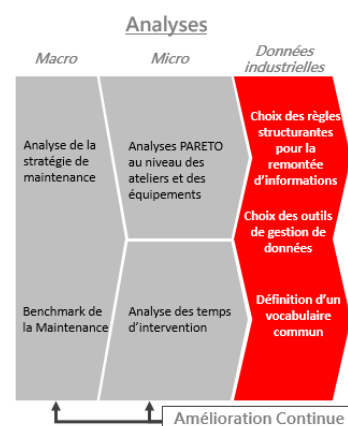 Analyses
Macro
Micro
Données
industielles
Analyse de la
stratégie de
maintenance
Benchmark de
la Maintenance
Analyses PARETO
au niveau des
ateliers et des
équipements
Analyse des temps
d'intervention
Choix des règles
structurantes
pour la
remontée
d'informations
Choix des outils
de gestion de
données
Définition d'un
vocabulaire
commun
Amélioration Continue